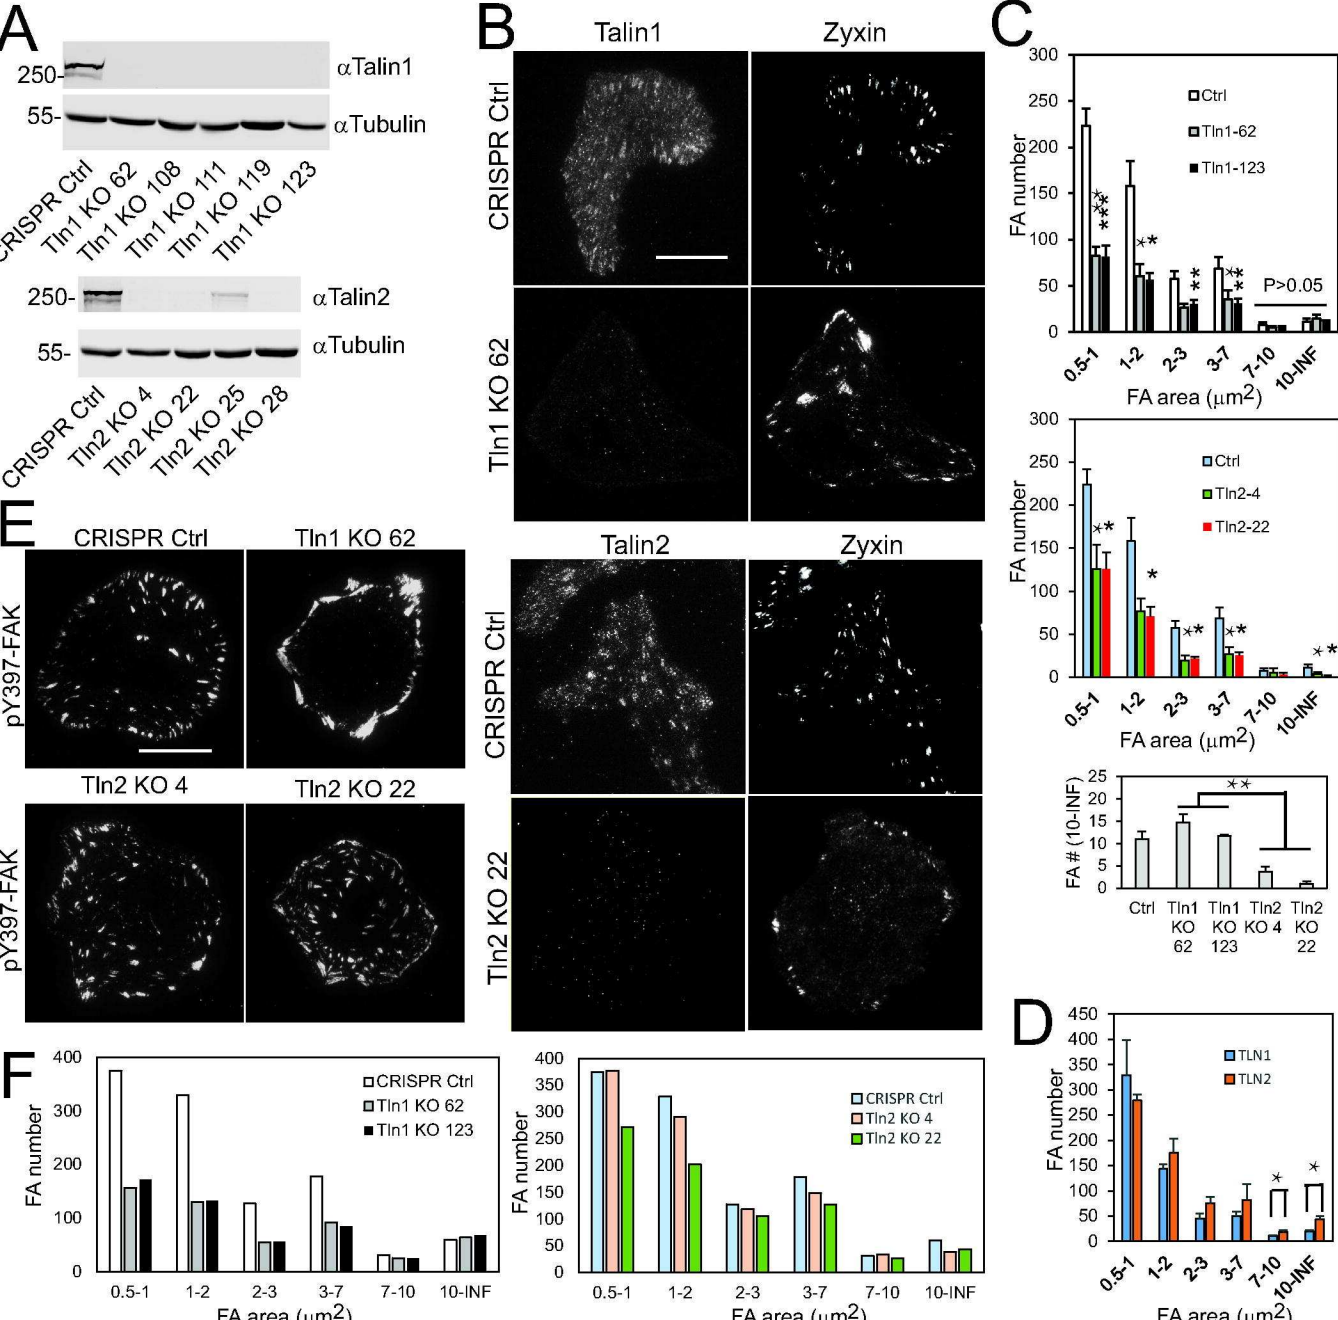 A
250-
αTalin1
55-
αTubulin
CRISPR Ctrl
Tln1 KO 62
Tln1 KO 108
Tln1 KO 111
Tln1 KO 119
Tln1 KO 123
250-
αTalin2
55-
αTubulin
CRISPR Ctrl
Tln2 KO 4
Tln2 KO 22
Tln2 KO 25
Tln2 KO 28
B
Talin1
Zyxin
CRISPR Ctrl
Tln1 KO 62
Talin2
Zyxin
CRISPR Ctrl
Tln2 KO 22
C
300
250
200
150
100
50
0
FA number
Ctrl
Tln1-62
Tln1-123
**
***
**
**
***
P>0.05
0.5-1
1-2
2-3
3-7
7-10
10-INF
FA area (μm2)
300
250
200
150
100
50
0
FA number
Ctrl
Tln2-4
Tln2-22
**
*
**
**
**
0.5-1
1-2
2-3
3-7
7-10
10-INF
FA area (μm2)
25
20
15
10
5
0
FA # (10-INF)
**
Ctrl
Tln1
KO
62
Tln1
KO
123
Tln2
KO 4
Tln2
KO
22
D
450
400
350
300
250
200
150
100
50
0
FA number
TLN1
TLN2
*
*
0.5-1
1-2
2-3
3-7
7-10
10-INF
FA area (μm2)
E
CRISPR Ctrl
Tln1 KO 62
pY397-FAK
Tln2 KO 4
Tln2 KO 22
pY397-FAK
F
400
300
200
100
0
FA number
CRISPR Ctrl
Tln1 KO 62
Tln1 KO 123
0.5-1
1-2
2-3
3-7
7-10
10-INF
FA area (μm2)
400
350
300
250
200
150
100
50
0
FA number
CRISPR Ctrl
Tln2 KO 4
Tln2 KO 22
0.5-1
1-2
2-3
3-7
7-10
10-INF
FA area (μm2)